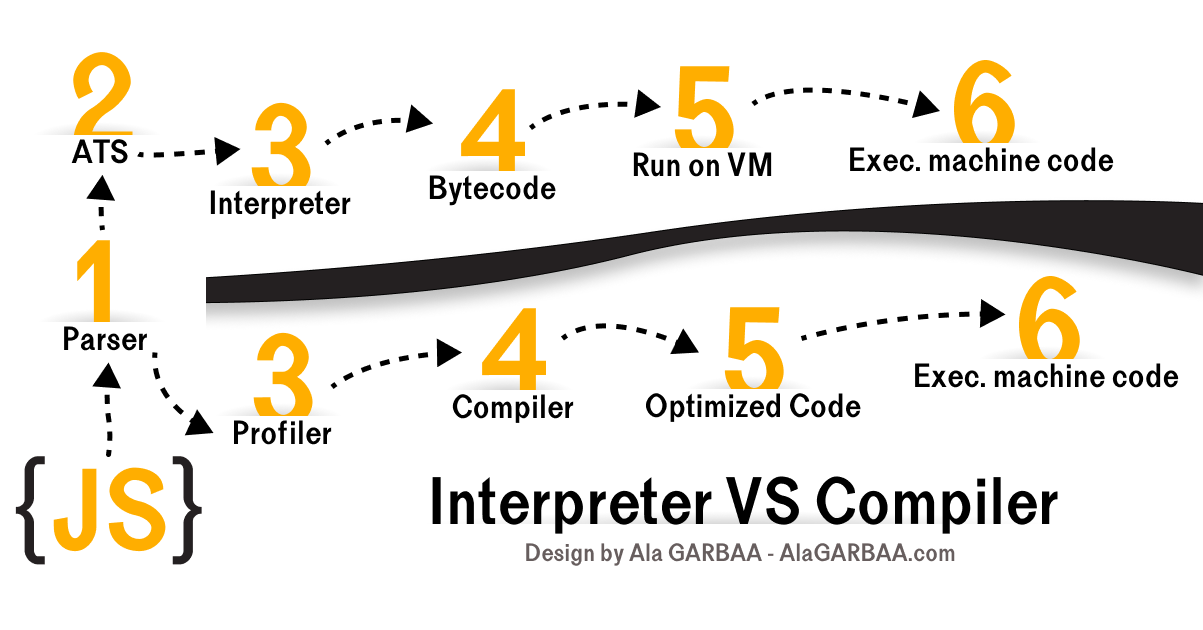 2
ATS
3
Interpreter
4
Bytecode
5
Run on VM
6
Exec. machine code
1
Parser
3
Profiler
4
Compiler
5
Optimized Code
6
Exec. machine code
{JS}
Interpreter VS Compiler
Design by Ala GARBAA - AlaGARBAA.com